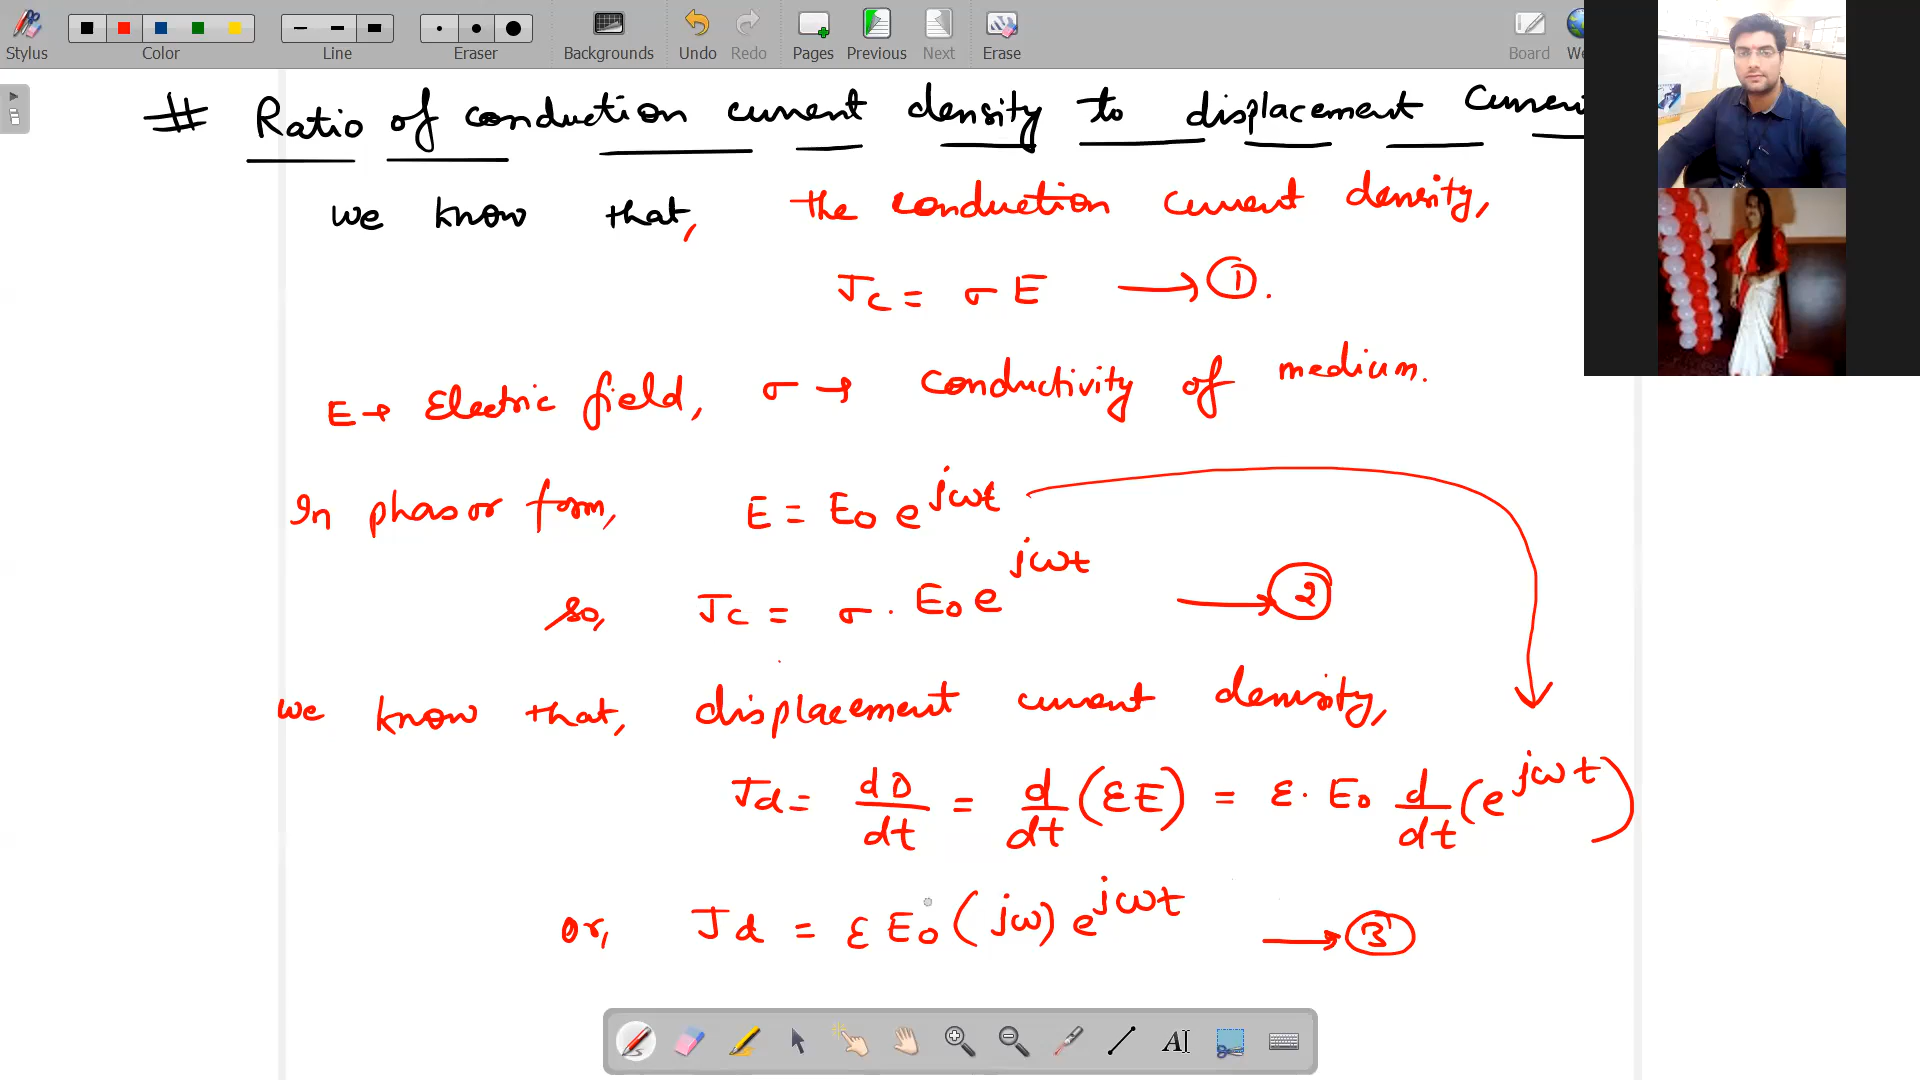 Stylus Color Line Eraser Backgrounds Undo Redo Pages Previous Next Erase Board We
# Ratio of conduction current density to displacement Current
we know that, the conduction current density,
Jc = σ E → ①.
E → Electric field, σ → conductivity of medium.
In phasor form, E = E₀ e^{jωt}
so, Jc = σ . E₀ e^{jωt} → ②
we know that, displacement current density,
Jd = dD/dt = d/dt (εE) = ε. E₀ d/dt (e^{jωt})
or, Jd = ε E₀ (jω) e^{jωt} → ③